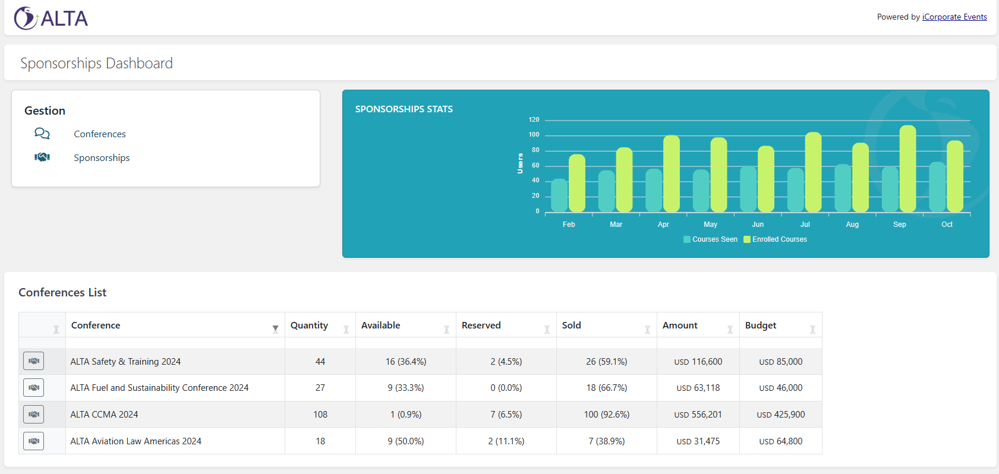 ALTA
Powered by iCorporate Events
Sponsorships Dashboard
Gestion
Conferences
Sponsorships
SPONSORSHIPS STATS
120
100
80
60
40
20
0
Users
Feb Mar Apr May Jun Jul Aug Sep Oct
Courses Seen Enrolled Courses
Conferences List
Conference Quantity Available Reserved Sold Amount Budget
ALTA Safety & Training 2024 44 16 (36.4%) 2 (4.5%) 26 (59.1%) USD 116,600 USD 85,000
ALTA Fuel and Sustainability Conference 2024 27 9 (33.3%) 0 (0.0%) 18 (66.7%) USD 63,118 USD 46,000
ALTA CCMA 2024 108 1 (0.9%) 7 (6.5%) 100 (92.6%) USD 556,201 USD 425,900
ALTA Aviation Law Americas 2024 18 9 (50.0%) 2 (11.1%) 7 (38.9%) USD 31,475 USD 64,800